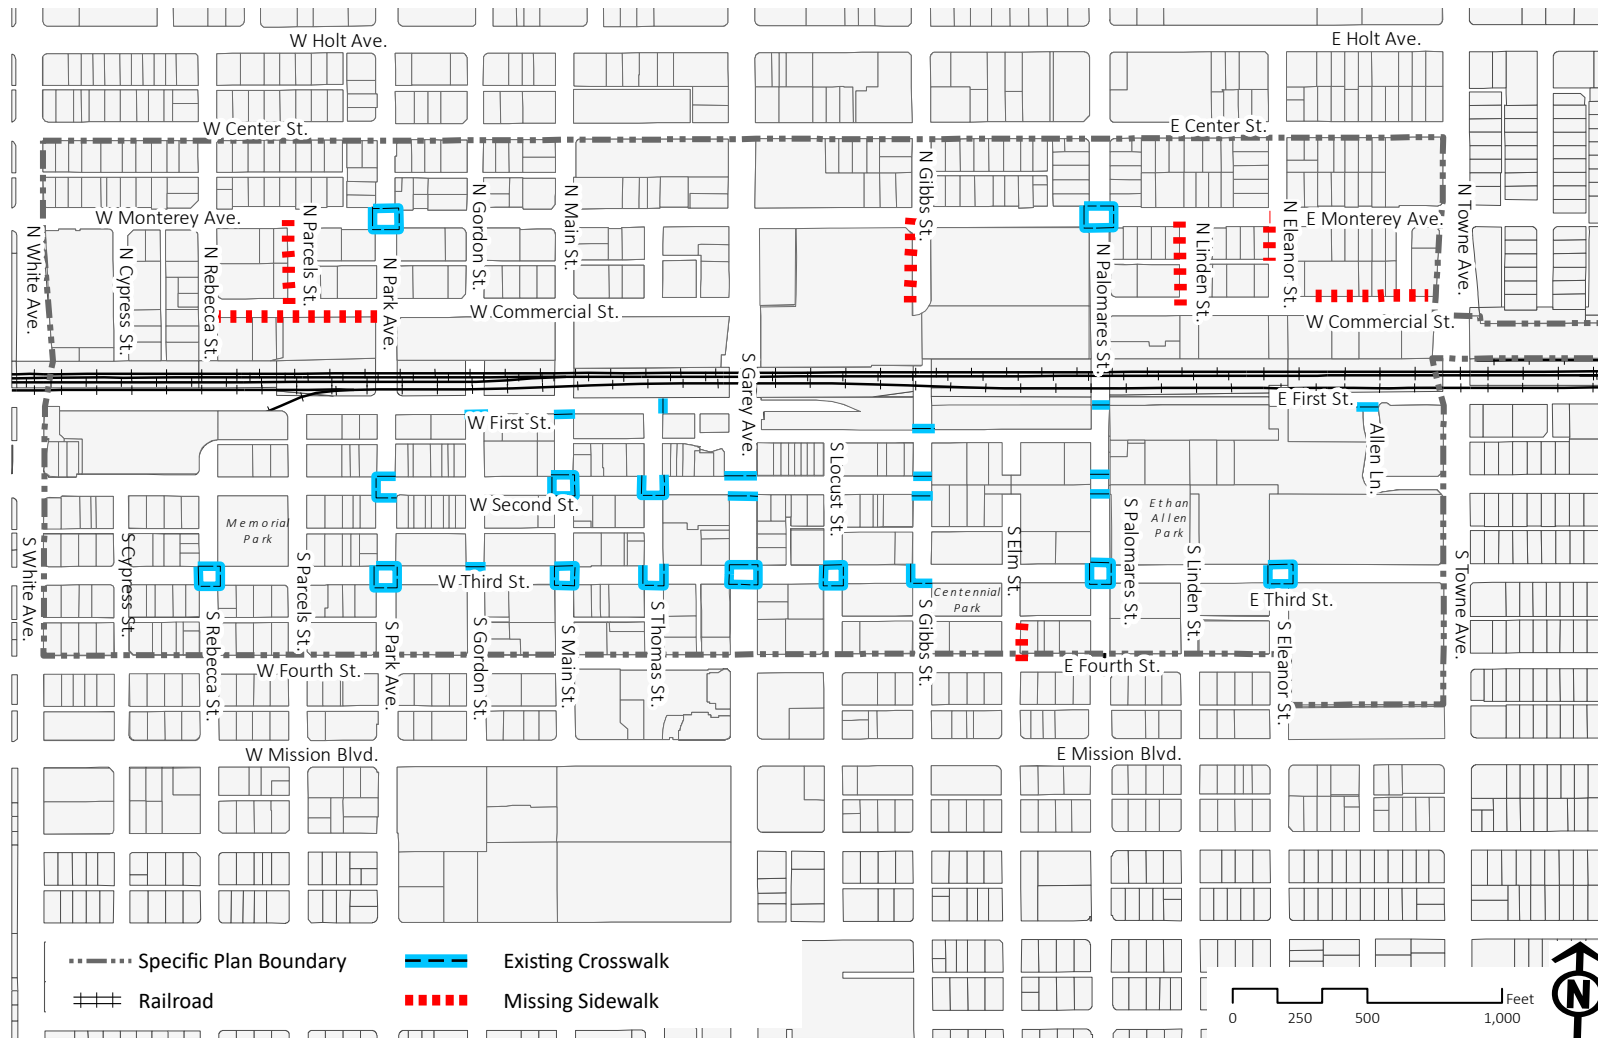 W Holt Ave.
E Holt Ave.
W Center St.
E Center St.
N White Ave.
N Cypress St.
N Rebecca St.
N Parcels St.
N Park Ave.
N Gordon St.
N Main St.
N Gibbs St.
N Palomares St.
N Linden St.
N Eleanor St.
N Towne Ave.
W Monterey Ave.
E Monterey Ave.
W Commercial St.
W Commercial St.
S Garey Ave.
W First St.
E First St.
Allen Ln.
S Locust St.
W Second St.
Memorial
Park
Ethan
Allen
Park
S White Ave.
S Cypress St.
S Rebecca St.
S Parcels St.
S Park Ave.
S Gordon St.
S Main St.
S Thomas St.
S Gibbs St.
S Elm St.
S Palomares St.
S Linden St.
S Eleanor St.
S Towne Ave.
W Third St.
E Third St.
Centennial
Park
W Fourth St.
E Fourth St.
W Mission Blvd.
E Mission Blvd.
Specific Plan Boundary
Existing Crosswalk
Railroad
Missing Sidewalk
Feet
0 250 500 1,000
N